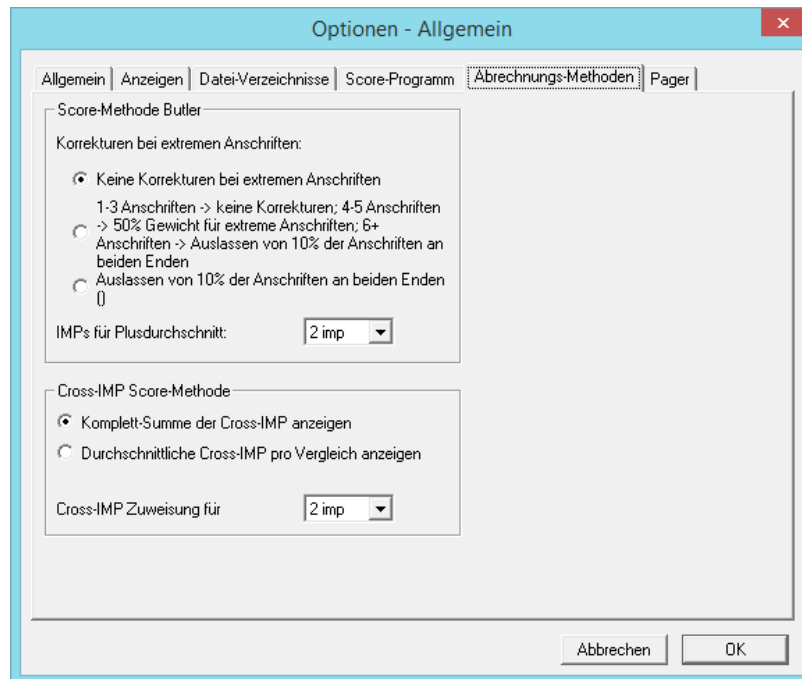 Optionen - Allgemein
Allgemein Anzeigen Datei-Verzeichnisse Score-Programm Abrechnungs-Methoden Pager
Score-Methode Butler
Korrekturen bei extremen Anschriften:
Keine Korrekturen bei extremen Anschriften
1-3 Anschriften -> keine Korrekturen; 4-5 Anschriften
-> 50% Gewicht für extreme Anschriften; 6+
Anschriften -> Auslassen von 10% der Anschriften an
beiden Enden
Auslassen von 10% der Anschriften an beiden Enden
()
IMPs für Plusdurchschnitt: 2 imp
Cross-IMP Score-Methode
Komplett-Summe der Cross-IMP anzeigen
Durchschnittliche Cross-IMP pro Vergleich anzeigen
Cross-IMP Zuweisung für 2 imp
Abbrechen OK